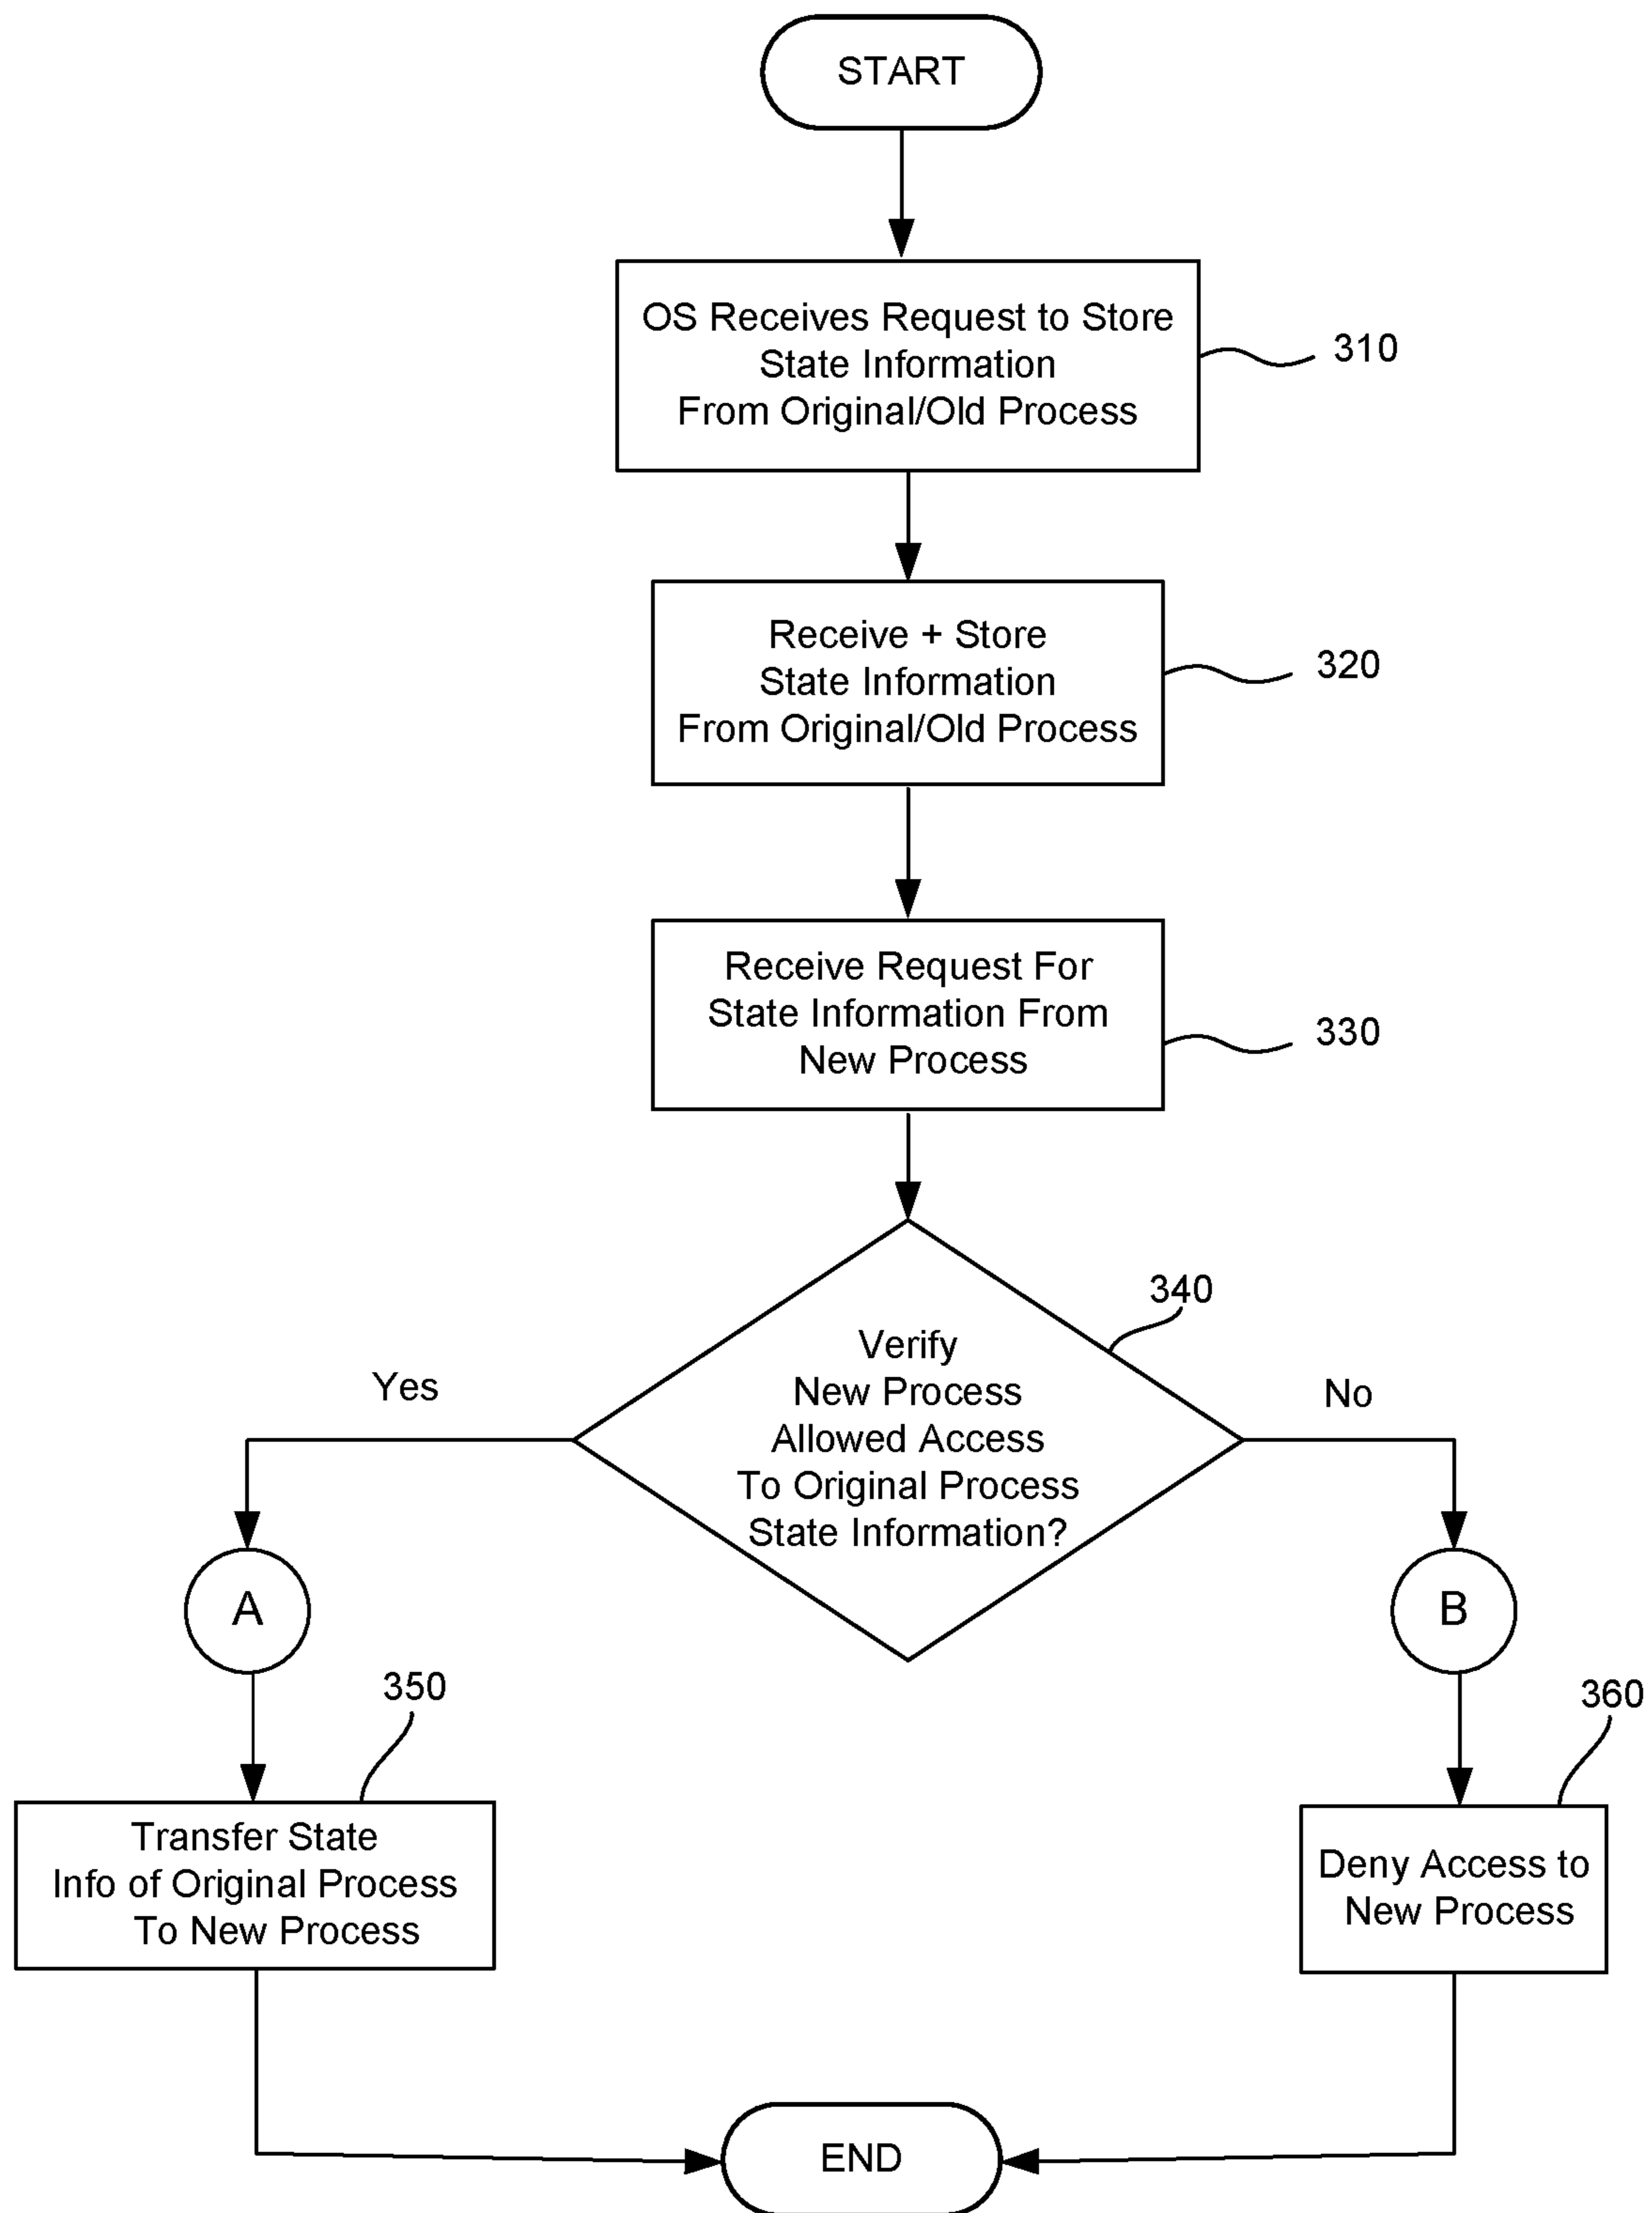 START
OS Receives Request to Store
State Information
From Original/Old Process
310
Receive + Store
State Information
From Original/Old Process
320
Receive Request For
State Information From
New Process
330
340
Verify
New Process
Allowed Access
To Original Process
State Information?
Yes
No
A
B
350
360
Transfer State
Info of Original Process
To New Process
Deny Access to
New Process
END